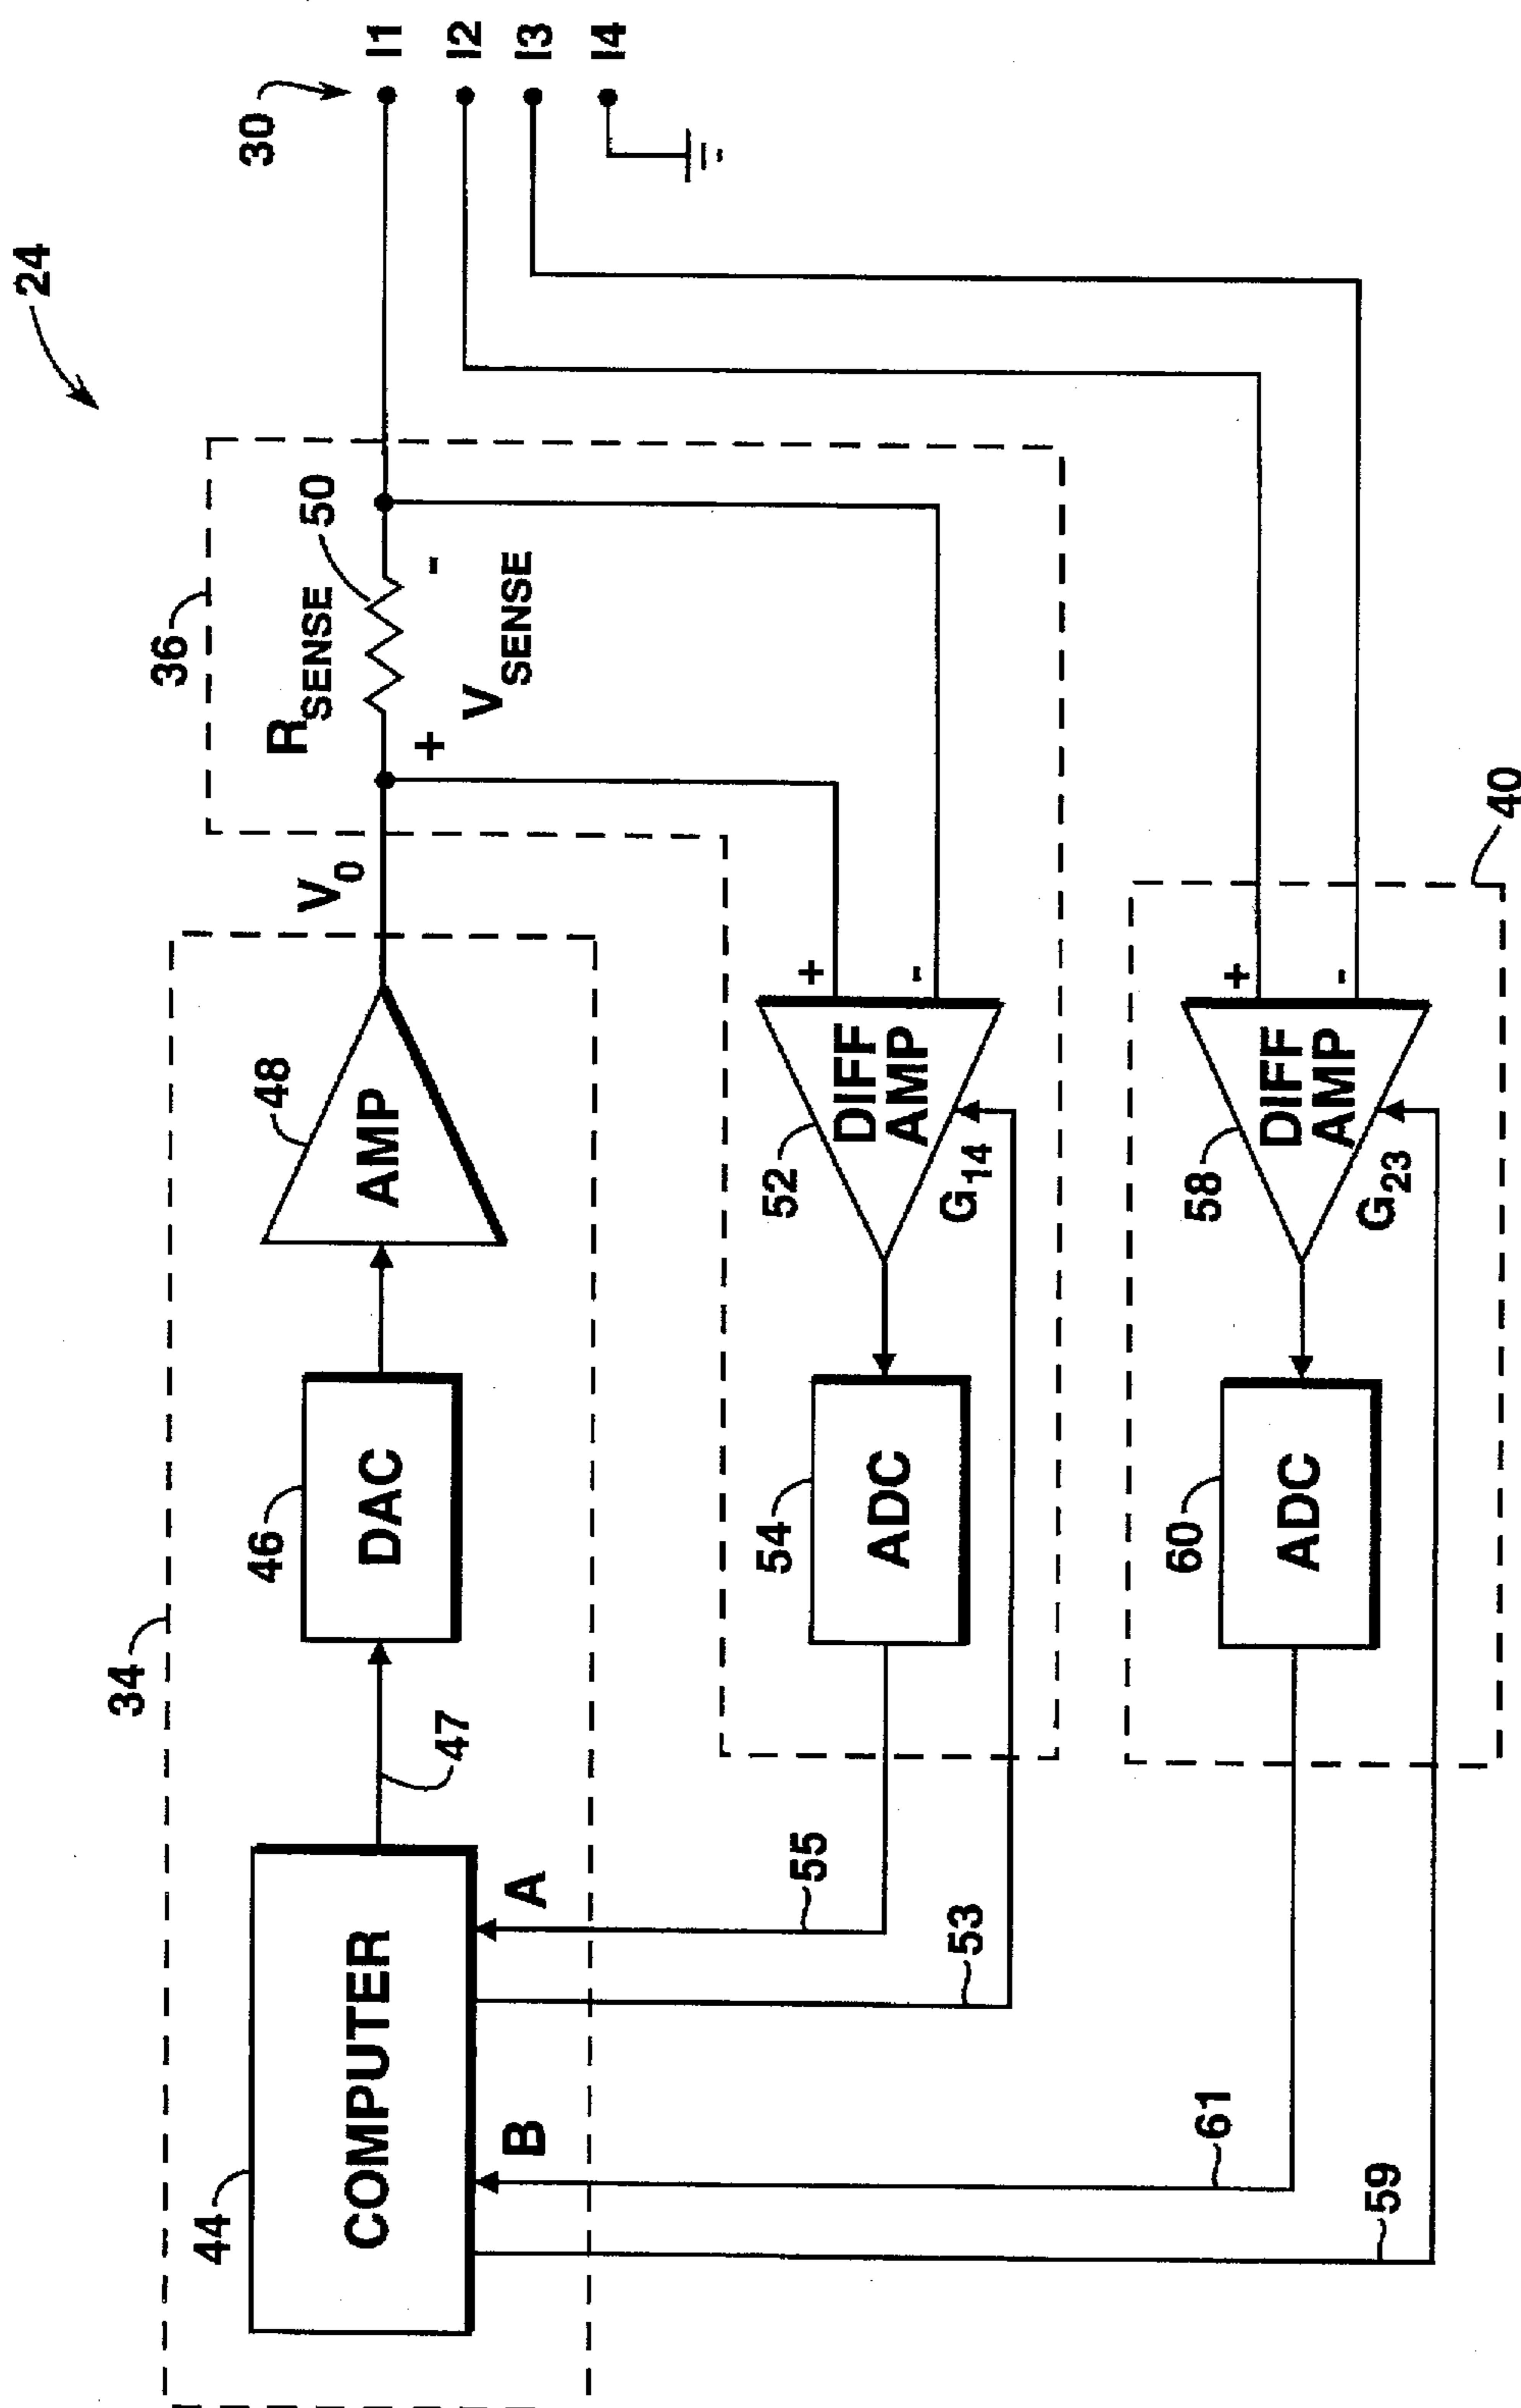 24
30
I1
I2
I3
I4
34
36
44
COMPUTER
47
46
DAC
48
AMP
V0
RSENSE
50
+
-
VSENSE
A
B
55
53
54
ADC
52
DIFF
AMP
+
-
G14
40
61
59
60
ADC
58
DIFF
AMP
+
-
G23